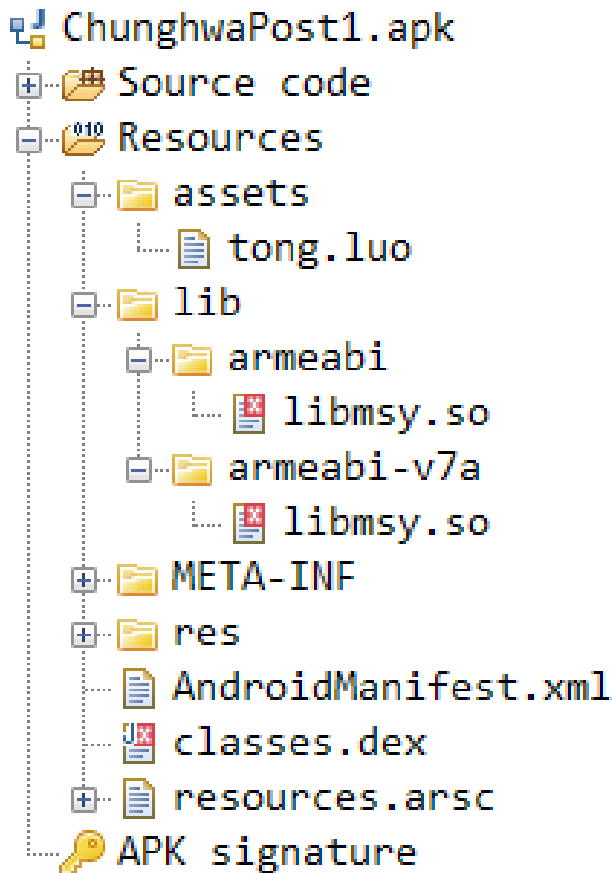 ChunghwaPost1.apk
Source code
Resources
assets
tong.luo
lib
armeabi
libmsy.so
armeabi-v7a
libmsy.so
META-INF
res
AndroidManifest.xml
classes.dex
resources.arsc
APK signature